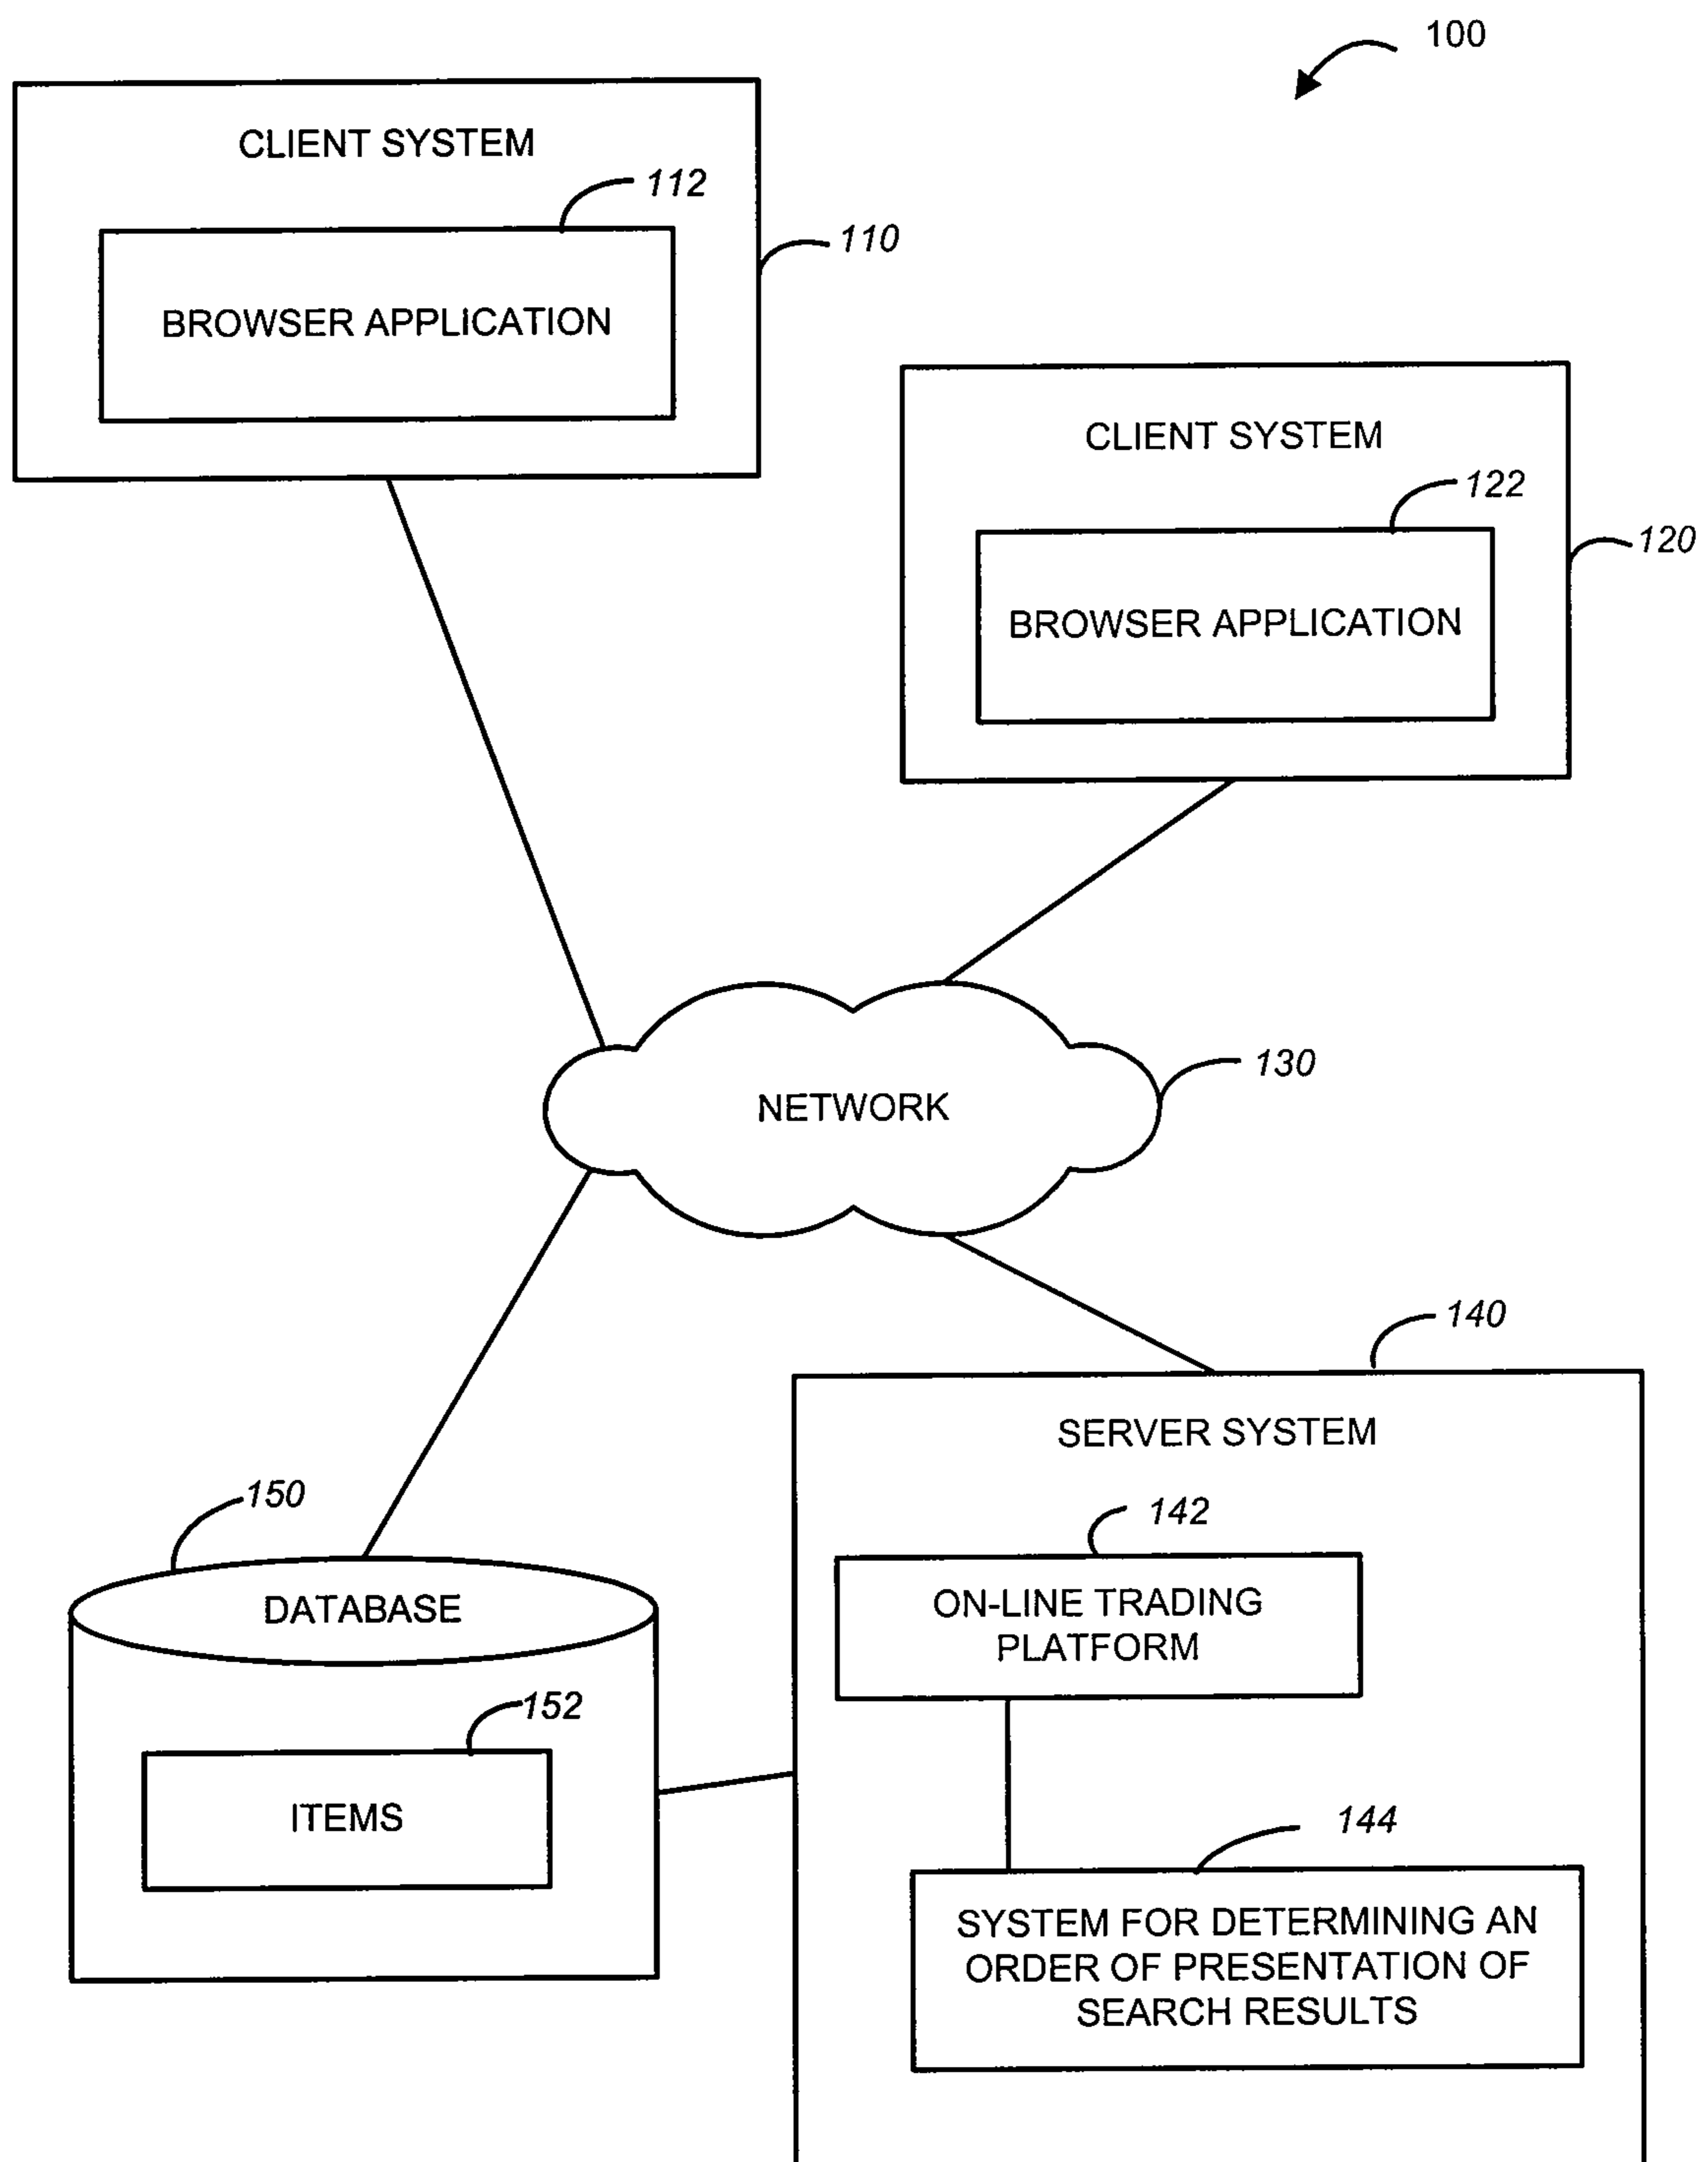 100
CLIENT SYSTEM
112
110
BROWSER APPLICATION
CLIENT SYSTEM
122
120
BROWSER APPLICATION
130
NETWORK
140
SERVER SYSTEM
150
142
DATABASE
ON-LINE TRADING
PLATFORM
152
ITEMS
144
SYSTEM FOR DETERMINING AN
ORDER OF PRESENTATION OF
SEARCH RESULTS